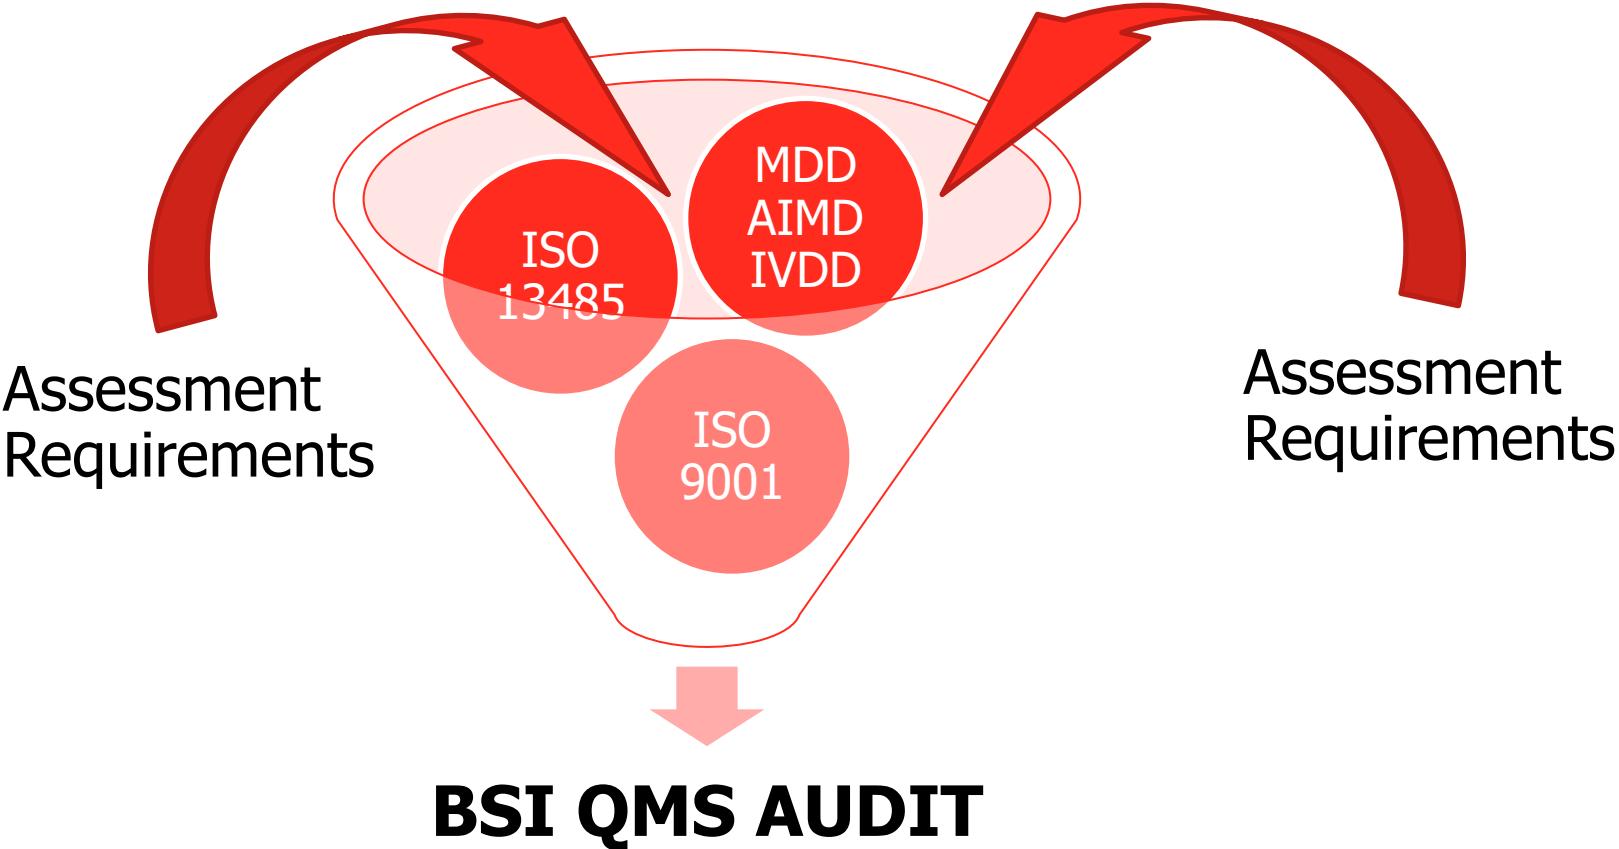 MDD
AIMD
IVDD
ISO
13485
Assessment
Requirements
Assessment
Requirements
ISO
9001
BSI QMS AUDIT